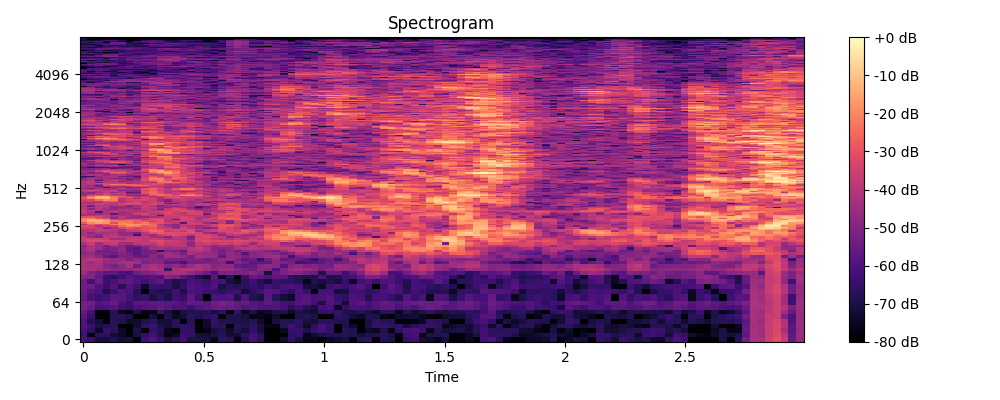 Spectrogram
+0 dB
4096
-10 dB
2048
-20 dB
1024
-30 dB
Hz
512
-40 dB
256
-50 dB
128
-60 dB
64
-70 dB
0
-80 dB
0 0.5 1 1.5 2 2.5
Time